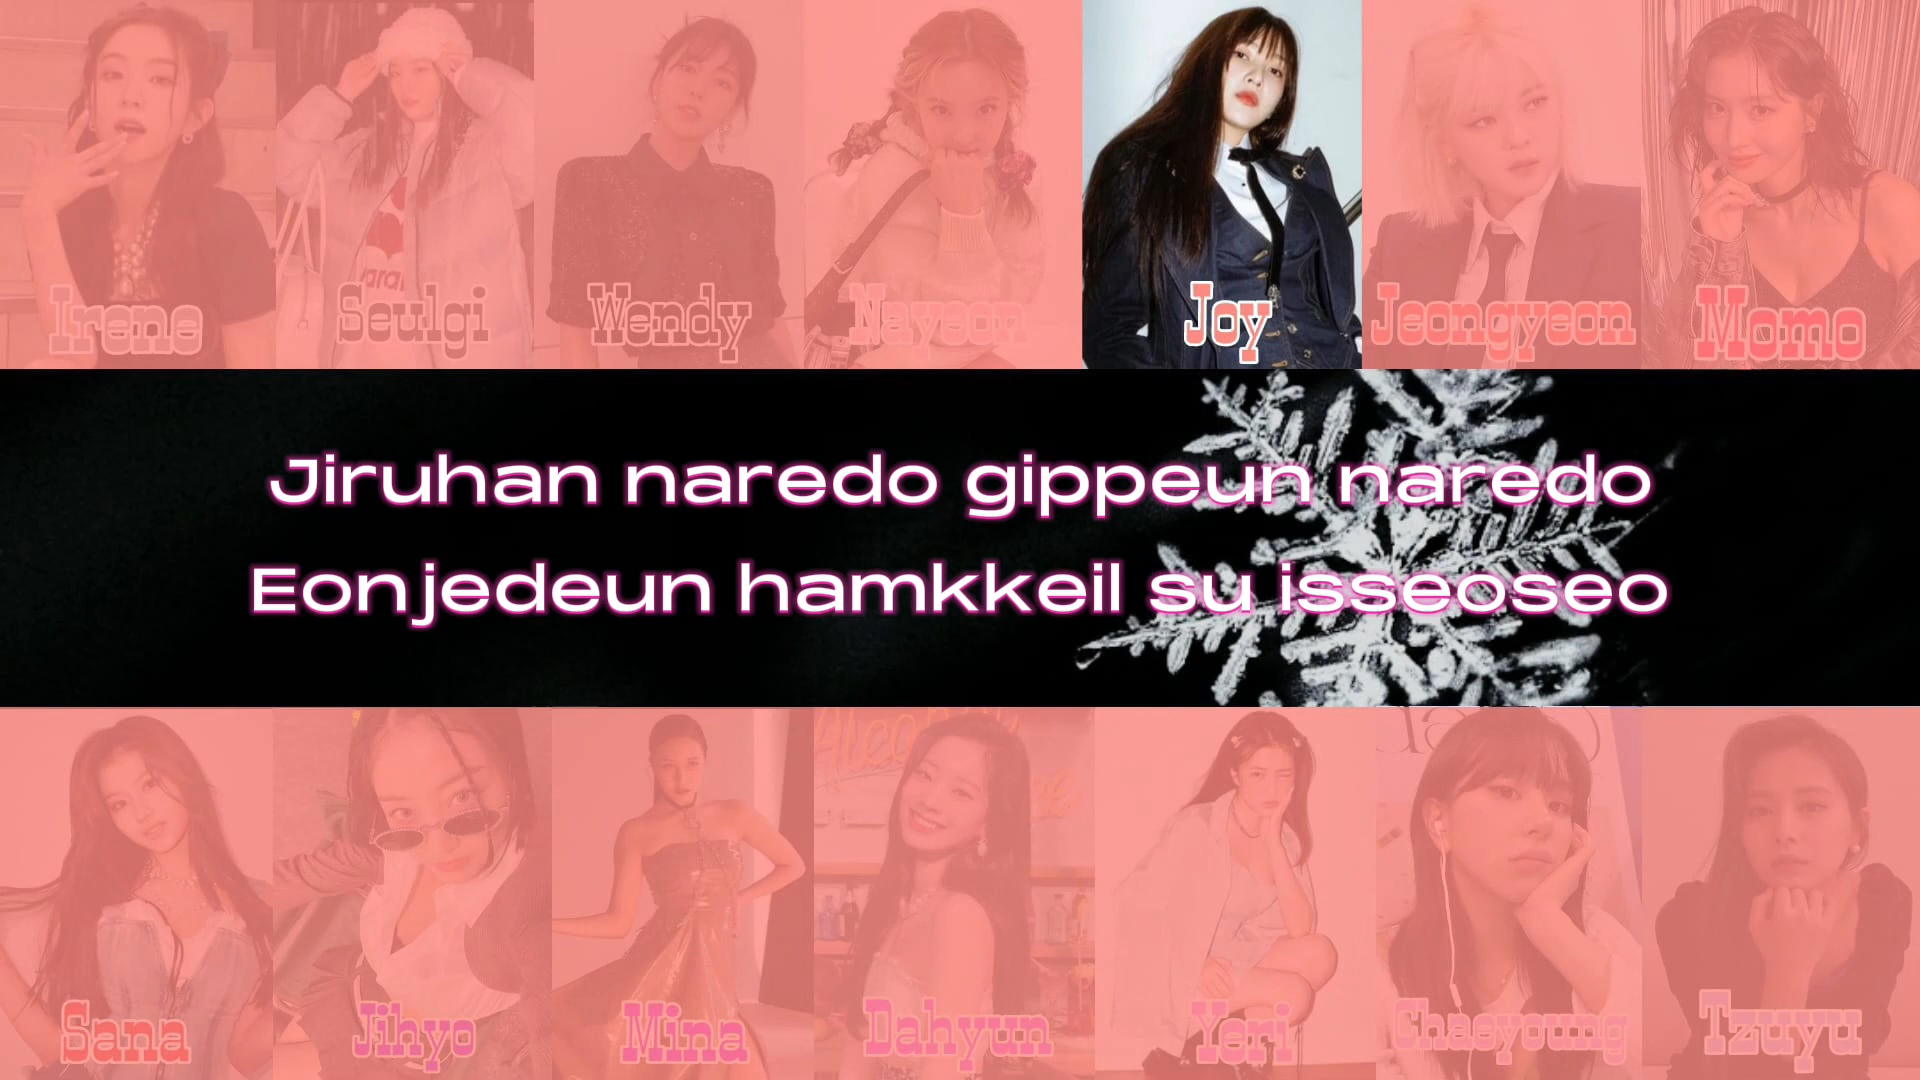 Irene
Seulgi
Wendy
Nayeon
Joy
Jeongyeon
Momo
Jiruhan naredo gippeun naredo
Eonjedeun hamkkeil su isseoseo
Sana
Jihyo
Mina
Dahyun
Yeri
Chaeyoung
Tzuyu